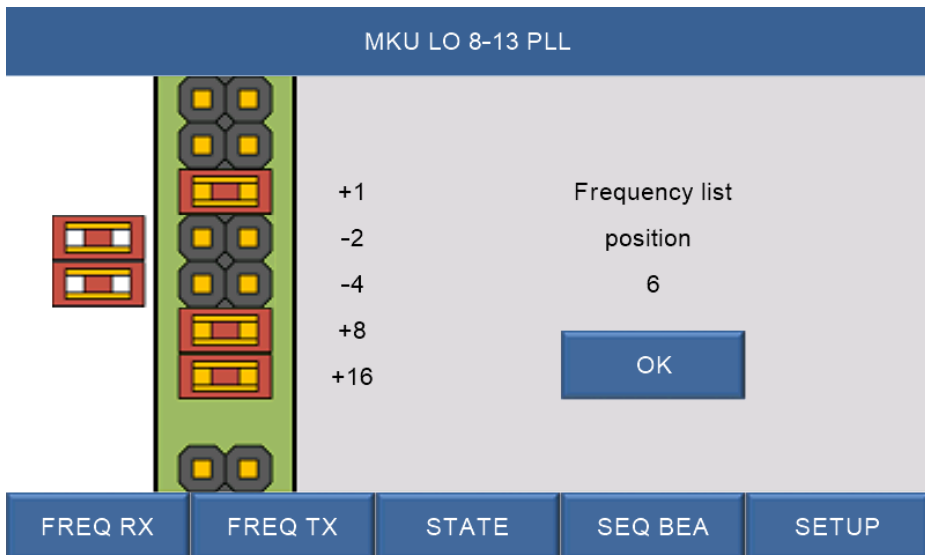 MKU LO 8-13 PLL
+1
-2
-4
+8
+16
Frequency list
position
6
OK
FREQ RX
FREQ TX
STATE
SEQ BEA
SETUP